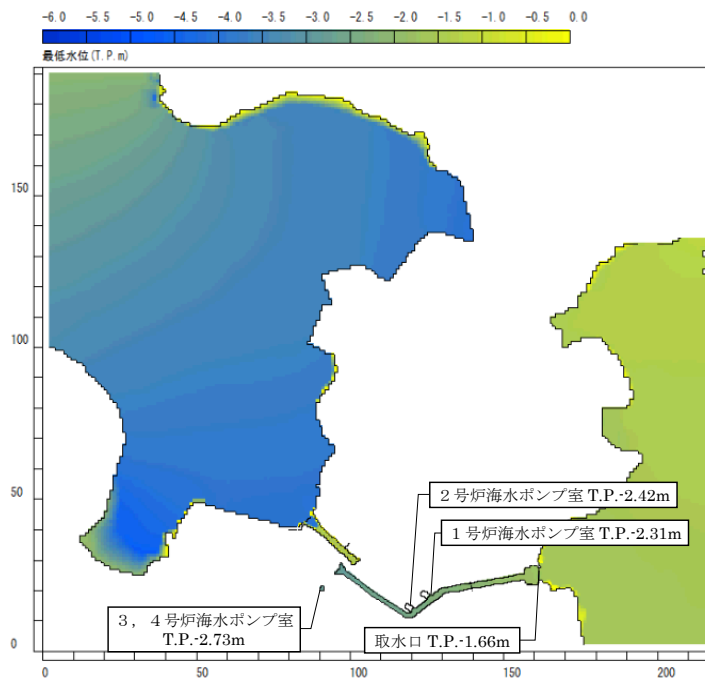 -6.0 -5.5 -5.0 -4.5 -4.0 -3.5 -3.0 -2.5 -2.0 -1.5 -1.0 -0.5 0.0
最低水位(T.P.m)
150
100
50
0
2号炉海水ポンプ室 T.P.-2.42m
1号炉海水ポンプ室 T.P.-2.31m
3,4号炉海水ポンプ室
T.P.-2.73m
取水口 T.P.-1.66m
0 50 100 150 200